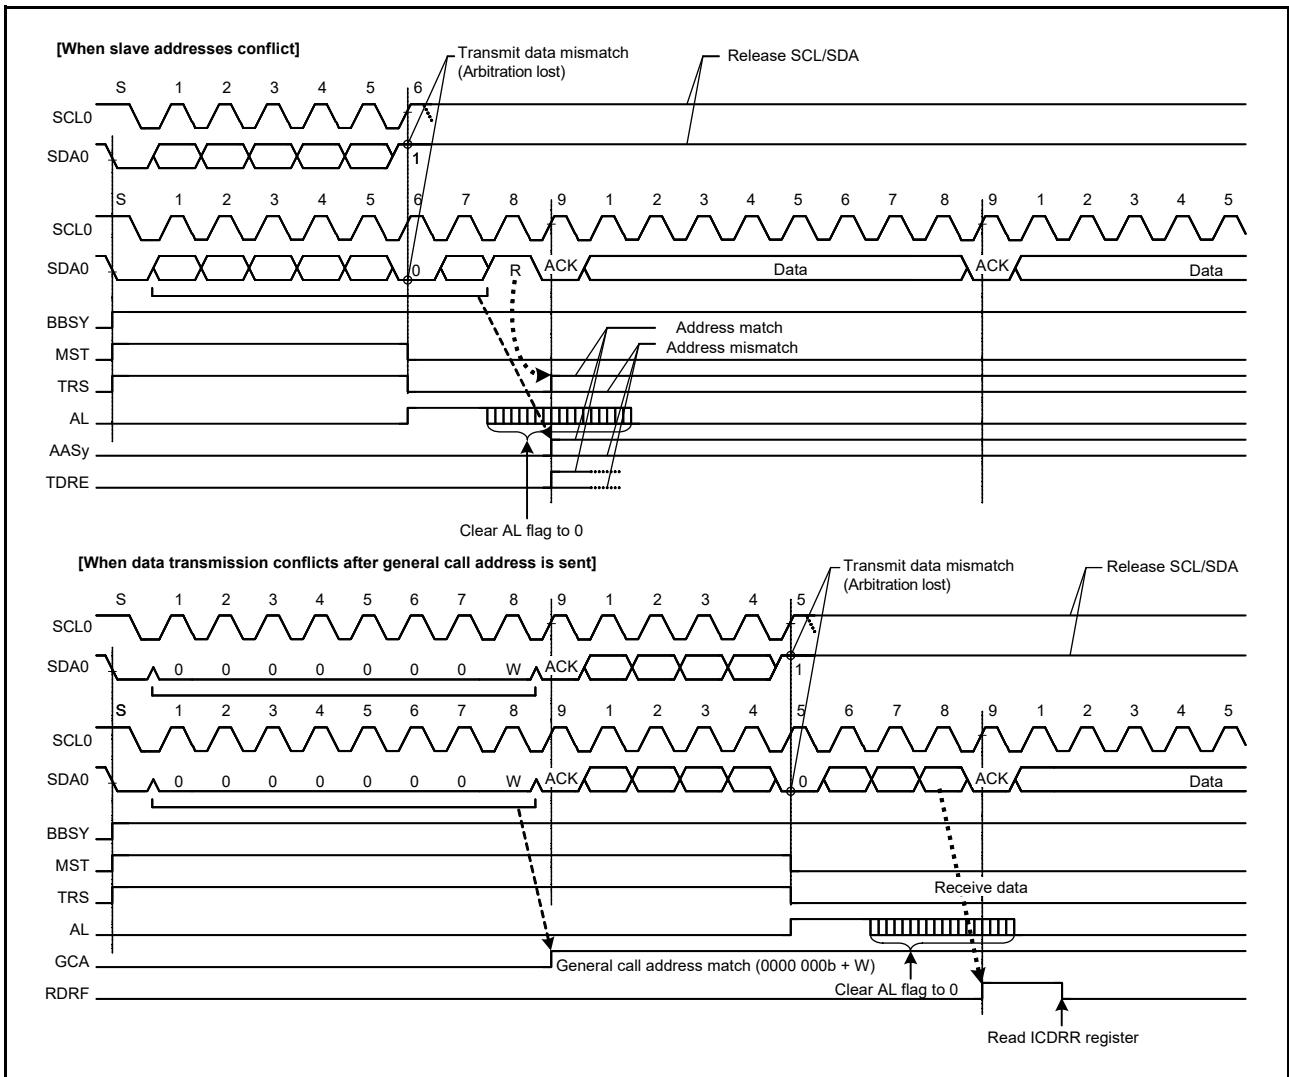 [When slave addresses conflict]
Transmit data mismatch
(Arbitration lost)
Release SCL/SDA
S 1 2 3 4 5 6
SCL0
SDA0
1
S 1 2 3 4 5 6 7 8 9 1 2 3 4 5 6 7 8 9 1 2 3 4 5
SCL0
SDA0 0 R ACK Data ACK Data
BBSY
Address match
MST
Address mismatch
TRS
AL
AASy
TDRE
Clear AL flag to 0
[When data transmission conflicts after general call address is sent]
Transmit data mismatch
(Arbitration lost)
Release SCL/SDA
S 1 2 3 4 5 6 7 8 9 1 2 3 4 5
SCL0
SDA0 0 0 0 0 0 0 0 W ACK 1
S 1 2 3 4 5 6 7 8 9 1 2 3 4 5 6 7 8 9 1 2 3 4 5
SCL0
SDA0 0 0 0 0 0 0 0 W ACK 0 ACK Data
BBSY
MST
TRS
Receive data
AL
GCA
General call address match (0000 000b + W)
Clear AL flag to 0
RDRF
Read ICDRR register